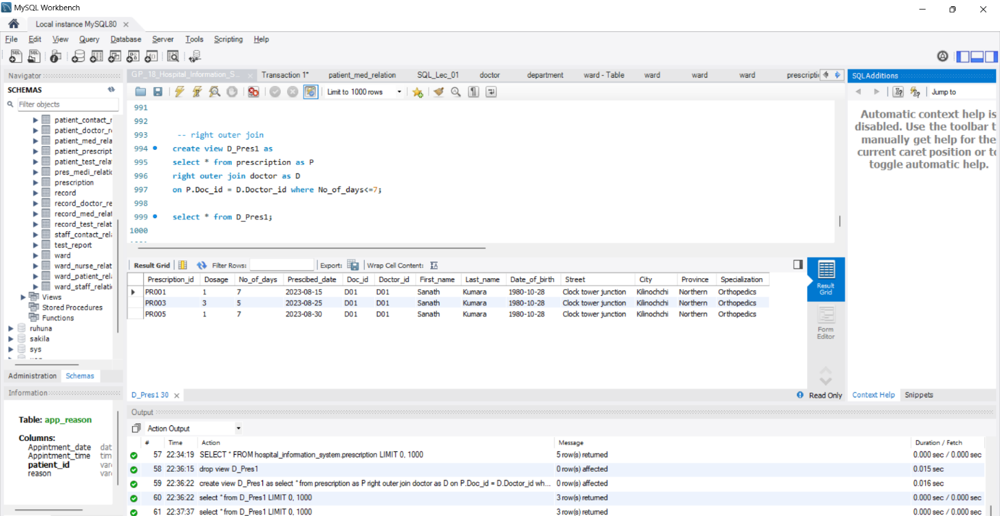 MySQL Workbench
Local instance MySQL80
File Edit View Query Database Server Tools Scripting Help
Navigator
SCHEMAS
Filter objects
patient_contact_r
patient_doctor_r
patient_med_rela
patient_prescript
patient_test_rela
pres_medi_relatio
prescription
record
record_doctor_re
record_med_relat
record_test_relat
staff_contact_rel
test_report
ward
ward_nurse_relat
ward_patient_rel
ward_staff_relati
Views
Stored Procedures
Functions
ruhuna
sakila
sys
Administration Schemas
Information
Table: app_reason
Columns:
Appintment_date dat
Appintment_time tim
patient_id var
reason var
GP_18_Hospital_Information_S... Transaction 1* patient_med_relation SQL_Lec_01 doctor department ward - Table ward ward ward prescripti
Limit to 1000 rows
991
992
993 -- right outer join
994 create view D_Pres1 as
995 select * from prescription as P
996 right outer join doctor as D
997 on P.Doc_id = D.Doctor_id where No_of_days<=7;
998
999 select * from D_Pres1;
1000
Result Grid Filter Rows: Export: Wrap Cell Content:
Prescription_id Dosage No_of_days Prescibed_date Doc_id Doctor_id First_name Last_name Date_of_birth Street City Province Specialization
PR001 1 7 2023-08-15 D01 D01 Sanath Kumara 1980-10-28 Clock tower junction Kilinochchi Northern Orthopedics
PR003 3 5 2023-08-25 D01 D01 Sanath Kumara 1980-10-28 Clock tower junction Kilinochchi Northern Orthopedics
PR005 1 7 2023-08-30 D01 D01 Sanath Kumara 1980-10-28 Clock tower junction Kilinochchi Northern Orthopedics
Result
Grid
Form
Editor
D_Pres1 30
Read Only
SQLAdditions
Jump to
Automatic context help is
disabled. Use the toolbar t
manually get help for the
current caret position or to
toggle automatic help.
Context Help Snippets
Output
Action Output
# Time Action Message Duration / Fetch
57 22:34:19 SELECT * FROM hospital_information_system.prescription LIMIT 0, 1000 5 row(s) returned 0.000 sec / 0.000 sec
58 22:36:15 drop view D_Pres1 0 row(s) affected 0.015 sec
59 22:36:22 create view D_Pres1 as select * from prescription as P right outer join doctor as D on P.Doc_id = D.Doctor_id wh... 0 row(s) affected 0.016 sec
60 22:36:22 select * from D_Pres1 LIMIT 0, 1000 3 row(s) returned 0.000 sec / 0.000 sec
61 22:37:37 select * from D_Pres1 LIMIT 0, 1000 3 row(s) returned 0.000 sec / 0.000 sec